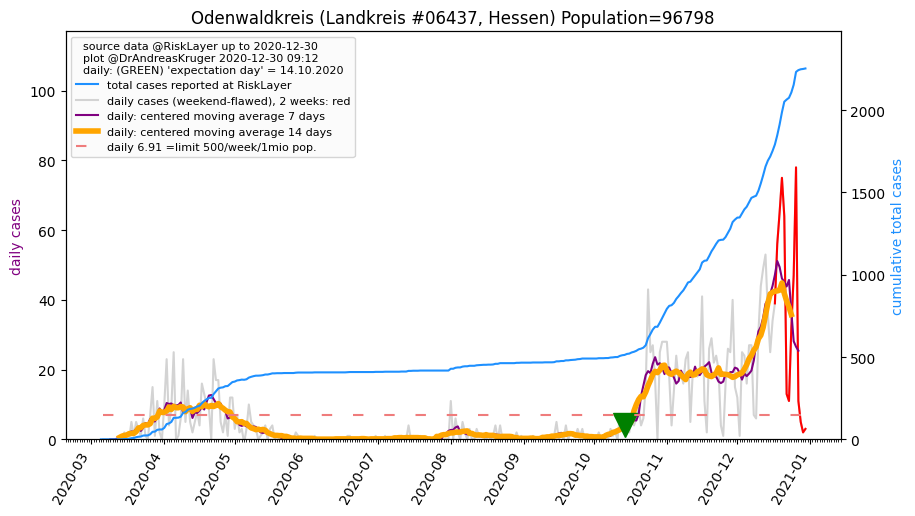 Odenwaldkreis (Landkreis #06437, Hessen) Population=96798
source data @RiskLayer up to 2020-12-30
plot @DrAndreasKruger 2020-12-30 09:12
daily: (GREEN) 'expectation day' = 14.10.2020
total cases reported at RiskLayer
daily cases (weekend-flawed), 2 weeks: red
daily: centered moving average 7 days
daily: centered moving average 14 days
daily 6.91 =limit 500/week/1mio pop.
daily cases
0
20
40
60
80
100
cumulative total cases
0
500
1000
1500
2000
2020-03
2020-04
2020-05
2020-06
2020-07
2020-08
2020-09
2020-10
2020-11
2020-12
2021-01